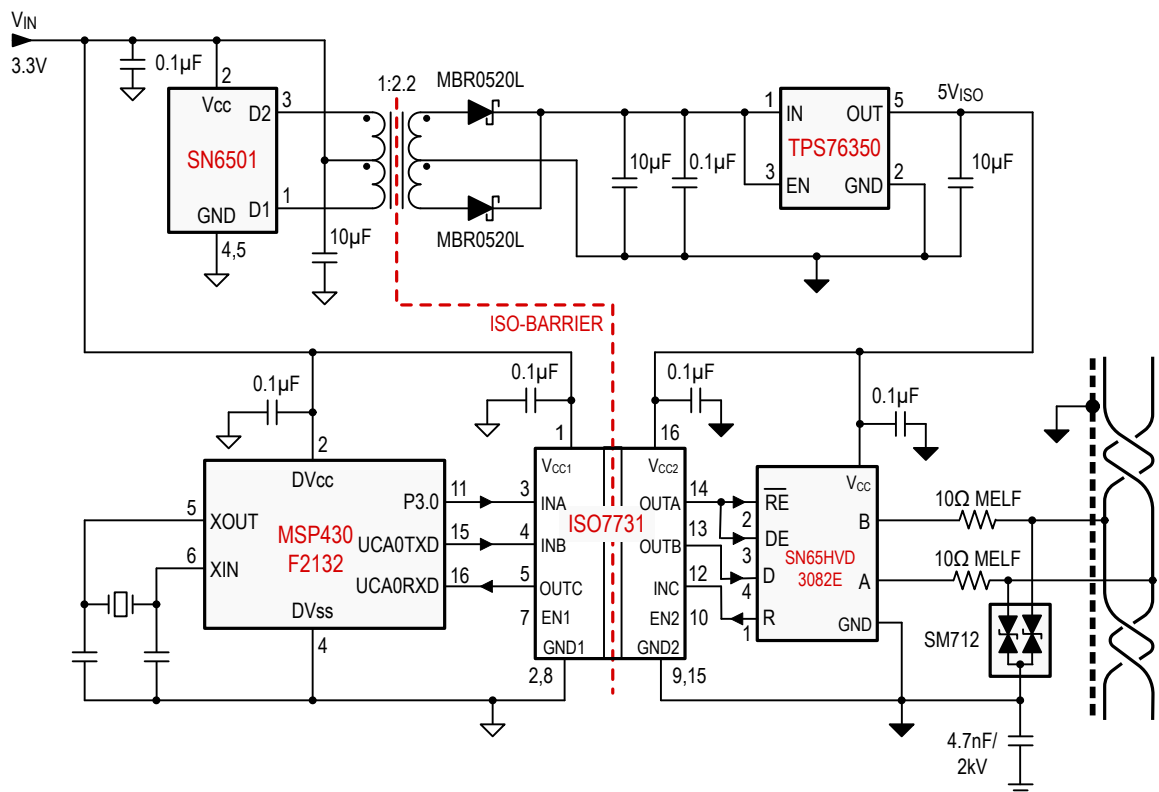 VIN
3.3V
0.1µF
2
Vcc
D2
3
SN6501
D1
1
GND
4,5
10µF
1:2.2
MBR0520L
MBR0520L
10µF
0.1µF
1
IN
OUT
5
TPS76350
3
EN
GND
2
5VISO
10µF
ISO-BARRIER
0.1µF
2
DVcc
P3.0
11
5
XOUT
MSP430
F2132
UCA0TXD
15
6
XIN
UCA0RXD
16
DVss
4
0.1µF
1
VCC1
3
INA
4
INB
5
OUTC
7
EN1
GND1
2,8
ISO7731
0.1µF
16
VCC2
OUTA
14
OUTB
13
INC
12
EN2
10
GND2
9,15
0.1µF
VCC
RE
2
DE
3
D
4
R
1
SN65HVD
3082E
B
A
GND
10Ω MELF
10Ω MELF
SM712
4.7nF/
2kV